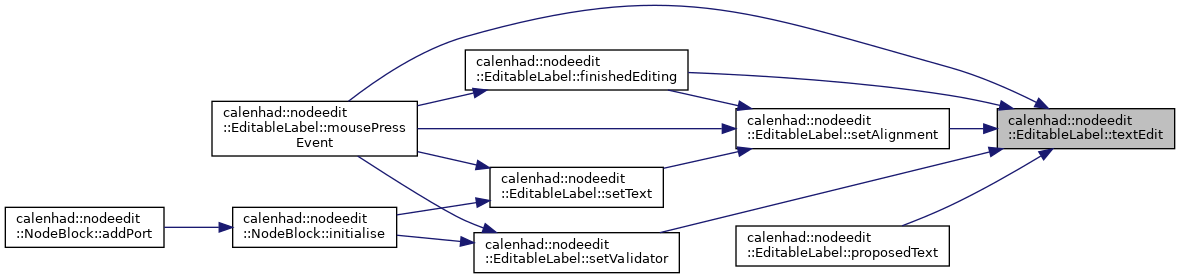 calenhad::nodeedit
::EditableLabel::finishedEditing
calenhad::nodeedit
::EditableLabel::mousePress
Event
calenhad::nodeedit
::EditableLabel::setAlignment
calenhad::nodeedit
::EditableLabel::textEdit
calenhad::nodeedit
::EditableLabel::setText
calenhad::nodeedit
::NodeBlock::addPort
calenhad::nodeedit
::NodeBlock::initialise
calenhad::nodeedit
::EditableLabel::setValidator
calenhad::nodeedit
::EditableLabel::proposedText